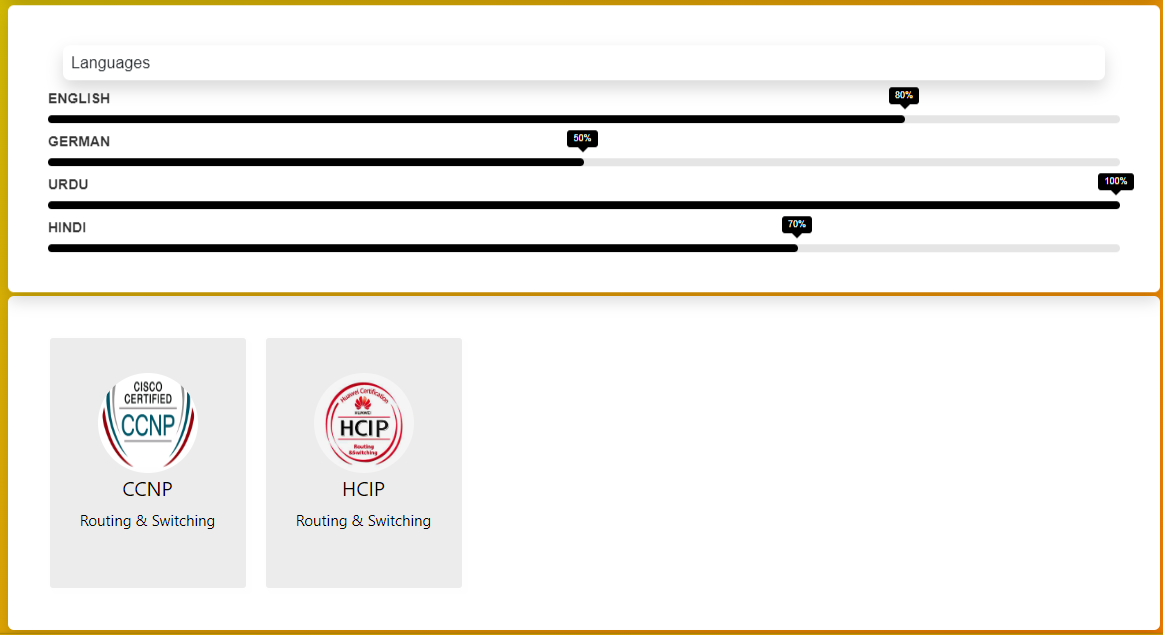 Languages
ENGLISH
80%
GERMAN
50%
URDU
100%
HINDI
70%
CISCO
CERTIFIED
CCNP
CCNP
Routing & Switching
Huawei Certification
HUAWEI
HCIP
Routing
&Switching
HCIP
Routing & Switching